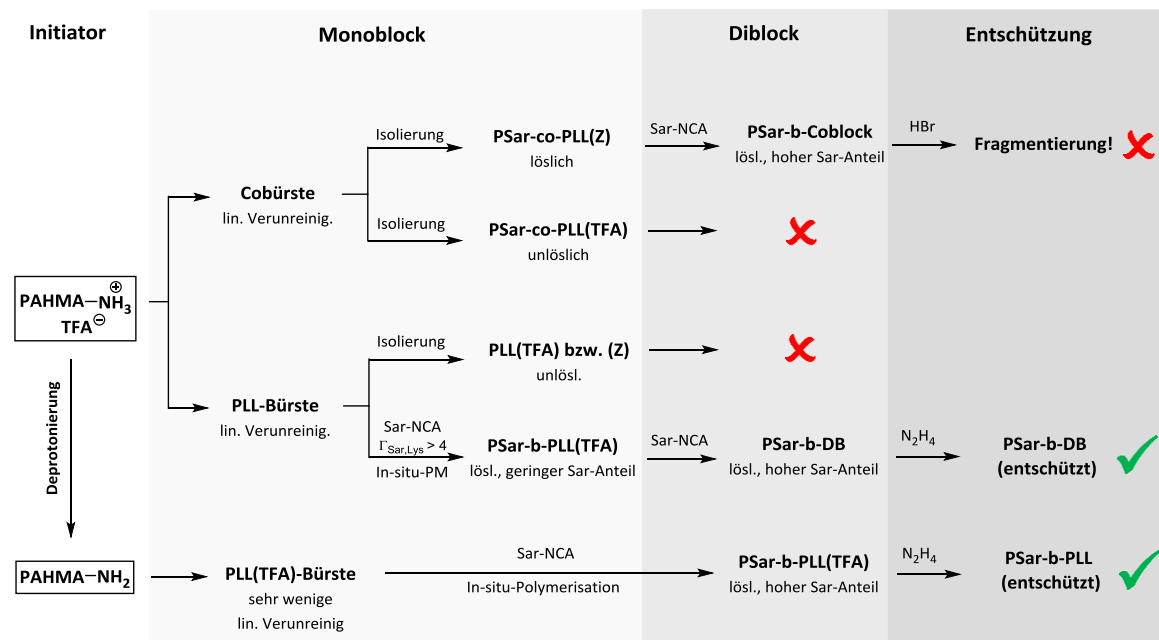 Initiator
Monoblock
Diblock
Entschützung
Isolierung
PSar-co-PLL(Z)
löslich
Sar-NCA
PSar-b-Coblock
lösl., hoher Sar-Anteil
HBr
Fragmentierung!
Cobürste
lin. Verunreinig.
Isolierung
PSar-co-PLL(TFA)
unlöslich
PAHMA–NH3⊕
TFA⊖
Isolierung
PLL(TFA) bzw. (Z)
unlösl.
PLL-Bürste
lin. Verunreinig.
Sar-NCA
ΓSar,Lys > 4
In-situ-PM
PSar-b-PLL(TFA)
lösl., geringer Sar-Anteil
Sar-NCA
PSar-b-DB
lösl., hoher Sar-Anteil
N2H4
PSar-b-DB
(entschützt)
Deprotonierung
PAHMA–NH2
PLL(TFA)-Bürste
sehr wenige
lin. Verunreinig
Sar-NCA
In-situ-Polymerisation
PSar-b-PLL(TFA)
lösl., hoher Sar-Anteil
N2H4
PSar-b-PLL
(entschützt)